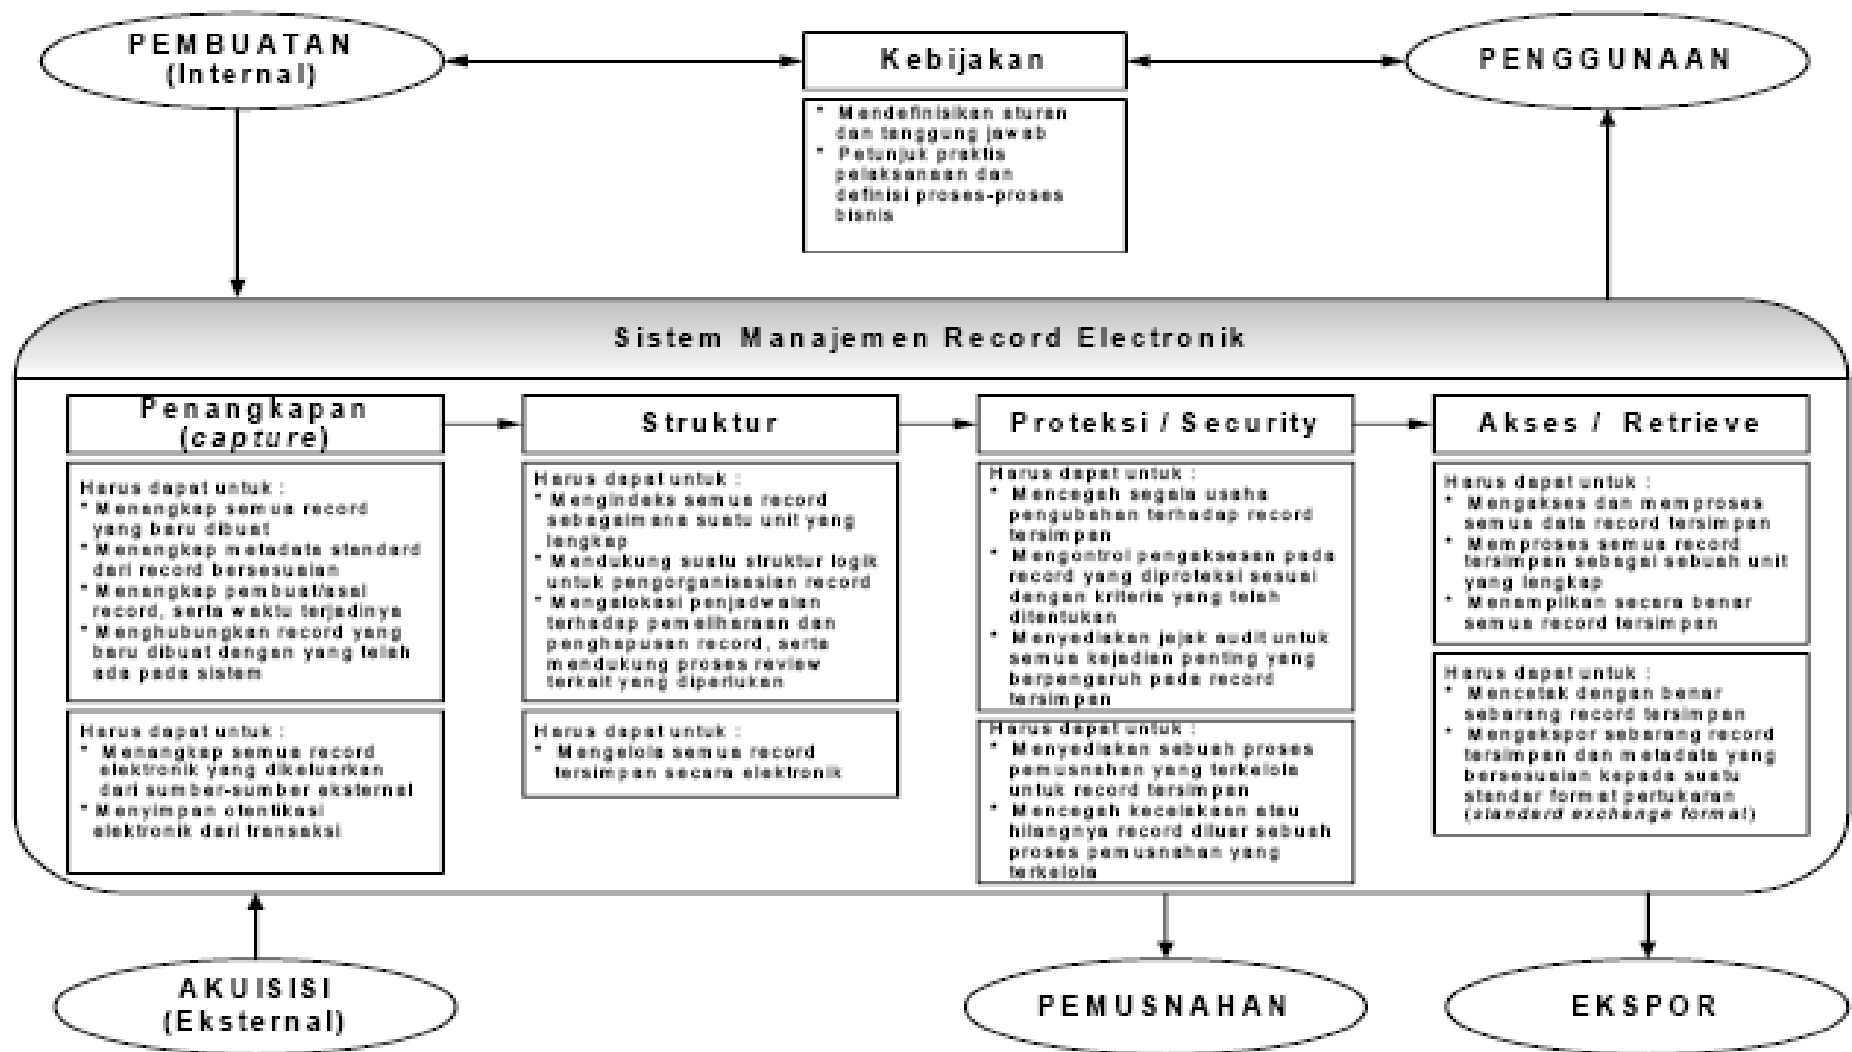 PEMBUATAN
(Internal)
Kebijakan
PENGGUNAAN
* Mendefinisikan aturan
dan tanggung jawab
* Petunjuk praktis
pelaksanaan dan
definisi proses-proses
bisnis
Sistem Manajemen Record Electronik
Penangkapan
(capture)
Harus dapat untuk :
* Menangkap semua record
yang baru dibuat
* Menangkap metadata standard
dari record bersesuaian
* Menangkap pembuat/asal
record, serta waktu terjadinya
* Menghubungkan record yang
baru dibuat dengan yang telah
ada pada sistem
Harus dapat untuk :
* Menangkap semua record
elektronik yang dikeluarkan
dari sumber-sumber eksternal
* Menyimpan otentikasi
elektronik dari transaksi
Struktur
Harus dapat untuk :
* Mengindeks semua record
sebagaimana suatu unit yang
lengkap
* Mendukung suatu struktur logik
untuk pengorganisasian record
* Mengalokasi penjadwalan
terhadap pemeliharaan dan
penghapusan record, serta
mendukung proses review
terkait yang diperlukan
Harus dapat untuk :
* Mengelola semua record
tersimpan secara elektronik
Proteksi / Security
Harus dapat untuk :
* Mencegah segala usaha
pengubahan terhadap record
tersimpan
* Mengontrol pengaksesan pada
record yang diproteksi sesuai
dengan kriteria yang telah
ditentukan
* Menyediakan jejak audit untuk
semua kejadian penting yang
berpengaruh pada record
tersimpan
Harus dapat untuk :
* Menyediakan sebuah proses
pemusnahan yang terkelola
untuk record tersimpan
* Mencegah kecelakaan atau
hilangnya record diluar sebuah
proses pemusnahan yang
terkelola
Akses / Retrieve
Harus dapat untuk :
* Mengakses dan memproses
semua data record tersimpan
* Memproses semua record
tersimpan sebagai sebuah unit
yang lengkap
* Menampilkan secara benar
semua record tersimpan
Harus dapat untuk :
* Mencetak dengan benar
sebarang record tersimpan
* Mengekspor sebarang record
tersimpan dan metadata yang
bersesuaian kepada suatu
standar format pertukaran
(standard exchange format)
AKUISISI
(Eksternal)
PEMUSNAHAN
EKSPOR